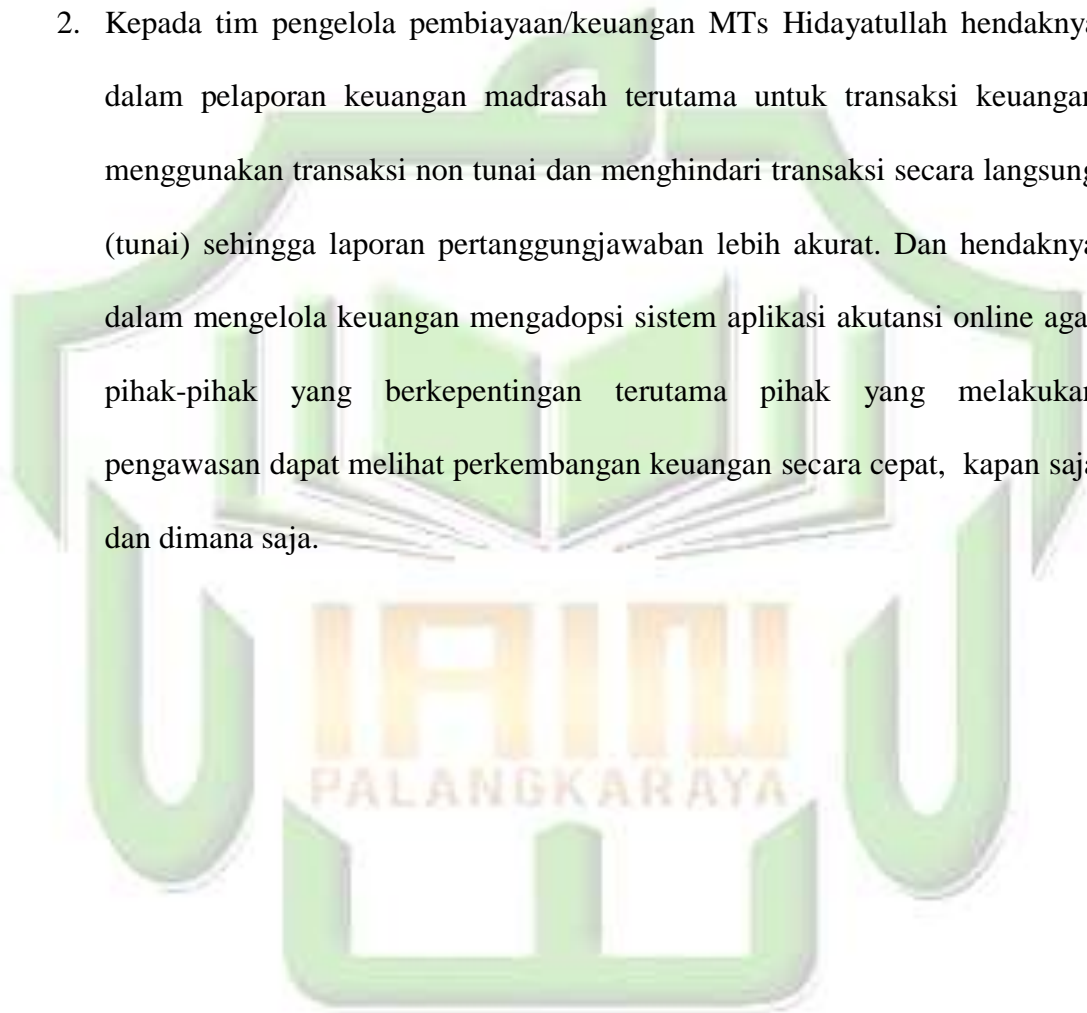 2. Kepada tim pengelola pembiayaan/keuangan MTs Hidayatullah hendaknya
dalam pelaporan keuangan madrasah terutama untuk transaksi keuangan
menggunakan transaksi non tunai dan menghindari transaksi secara langsung
(tunai) sehingga laporan pertanggungjawaban lebih akurat. Dan hendaknya
dalam mengelola keuangan mengadopsi sistem aplikasi akutansi online aga
pihak-pihak yang berkepentingan terutama pihak yang melakukan
pengawasan dapat melihat perkembangan keuangan secara cepat, kapan saja
dan dimana saja.
IAIN
PALANGKARAYA